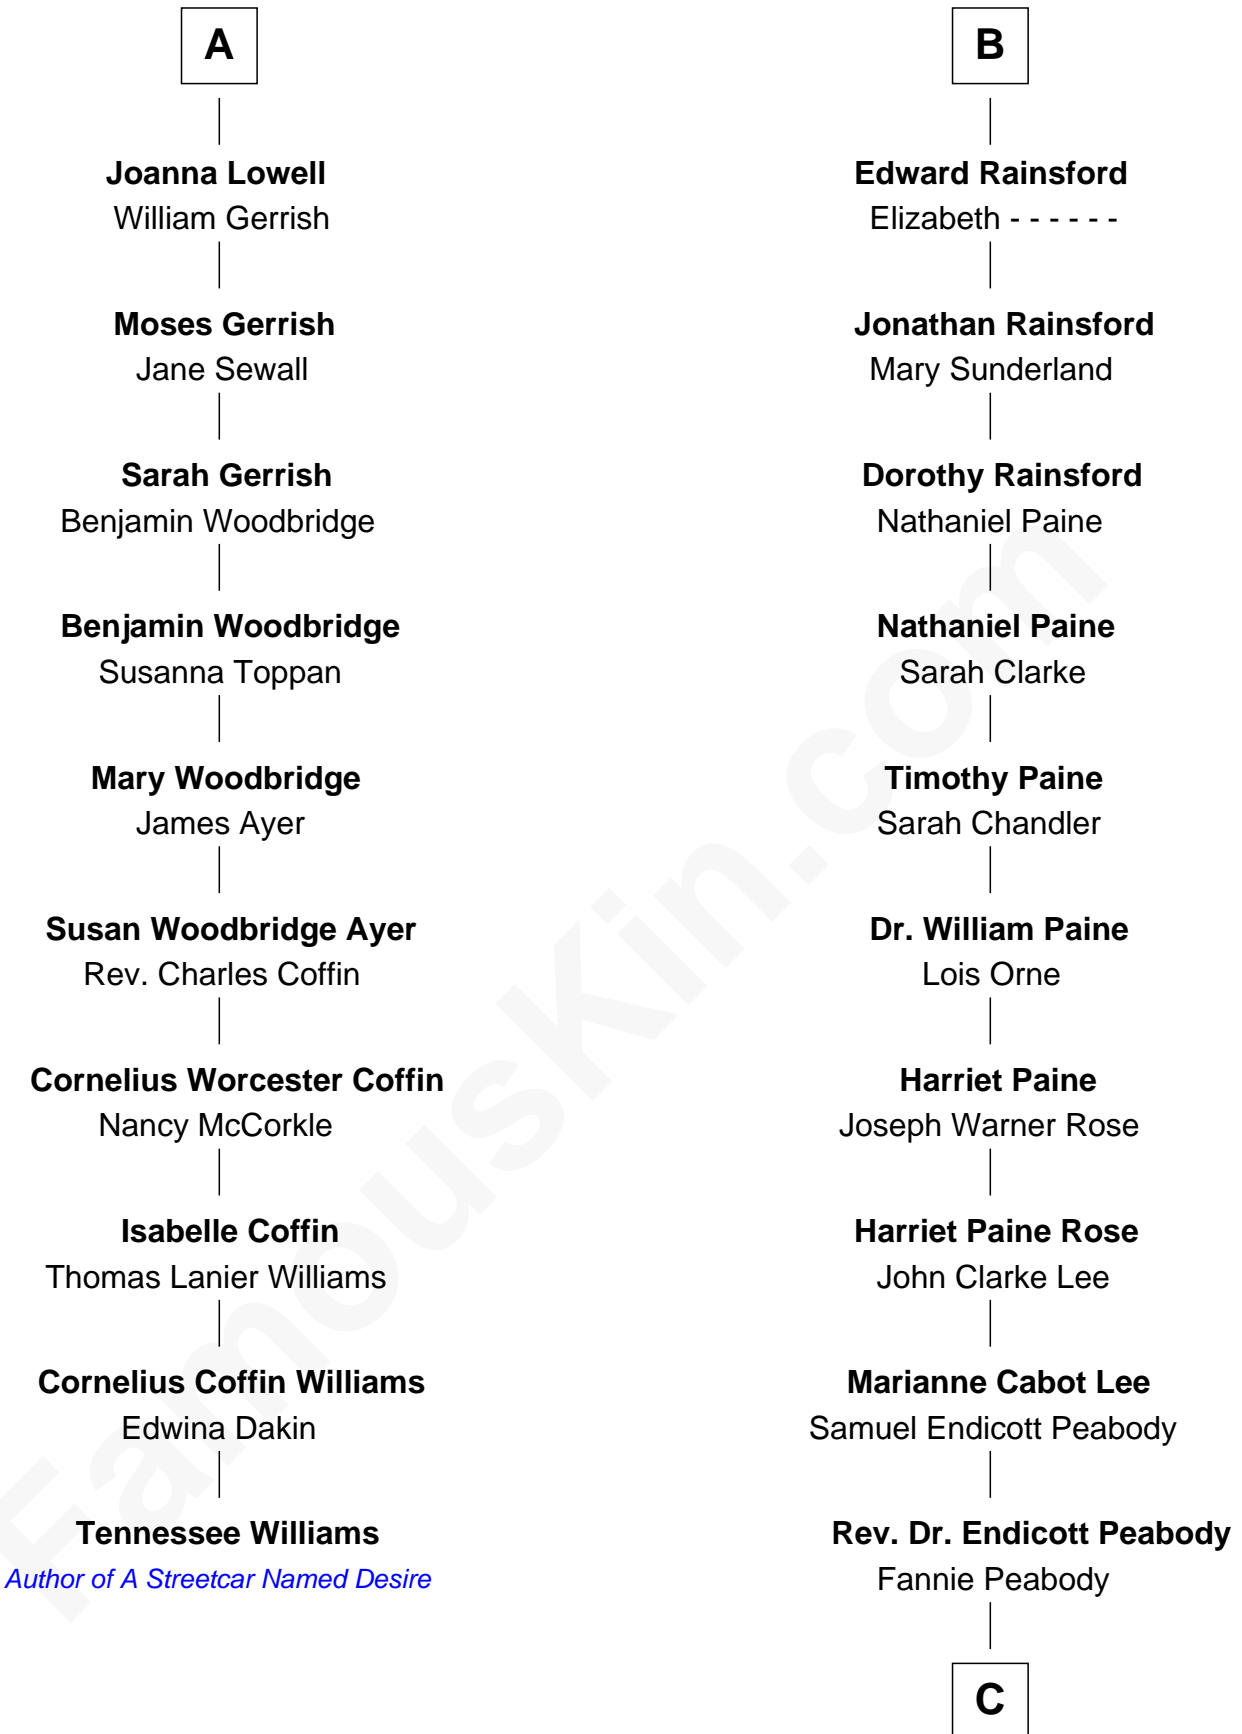 A
Joanna Lowell
William Gerrish
Moses Gerrish
Jane Sewall
Sarah Gerrish
Benjamin Woodbridge
Benjamin Woodbridge
Susanna Toppan
Mary Woodbridge
James Ayer
Susan Woodbridge Ayer
Rev. Charles Coffin
Cornelius Worcester Coffin
Nancy McCorkle
Isabelle Coffin
Thomas Lanier Williams
Cornelius Coffin Williams
Edwina Dakin
Tennessee Williams
Author of A Streetcar Named Desire
B
Edward Rainsford
Elizabeth - - - - - -
Jonathan Rainsford
Mary Sunderland
Dorothy Rainsford
Nathaniel Paine
Nathaniel Paine
Sarah Clarke
Timothy Paine
Sarah Chandler
Dr. William Paine
Lois Orne
Harriet Paine
Joseph Warner Rose
Harriet Paine Rose
John Clarke Lee
Marianne Cabot Lee
Samuel Endicott Peabody
Rev. Dr. Endicott Peabody
Fannie Peabody
C
FamousKin.com